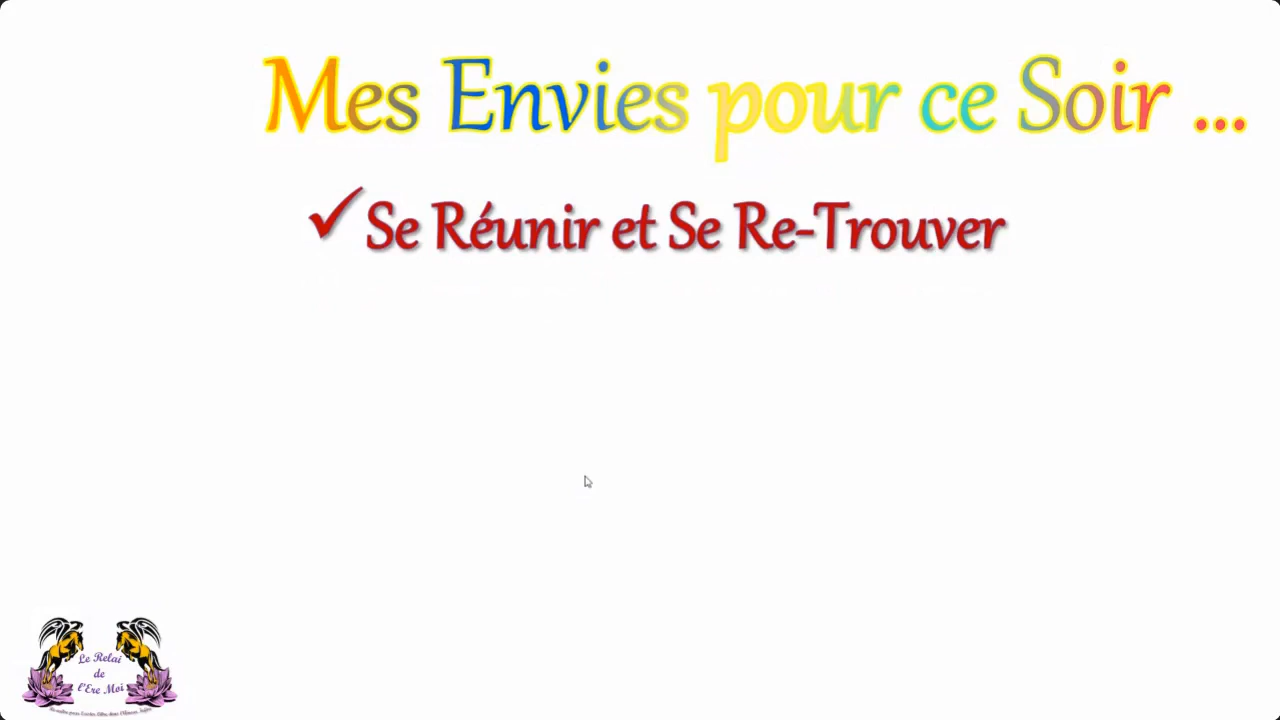 Mes Envies pour ce Soir ...
✓ Se Réunir et Se Re-Trouver
Le Relai
de
l'Ere Moi